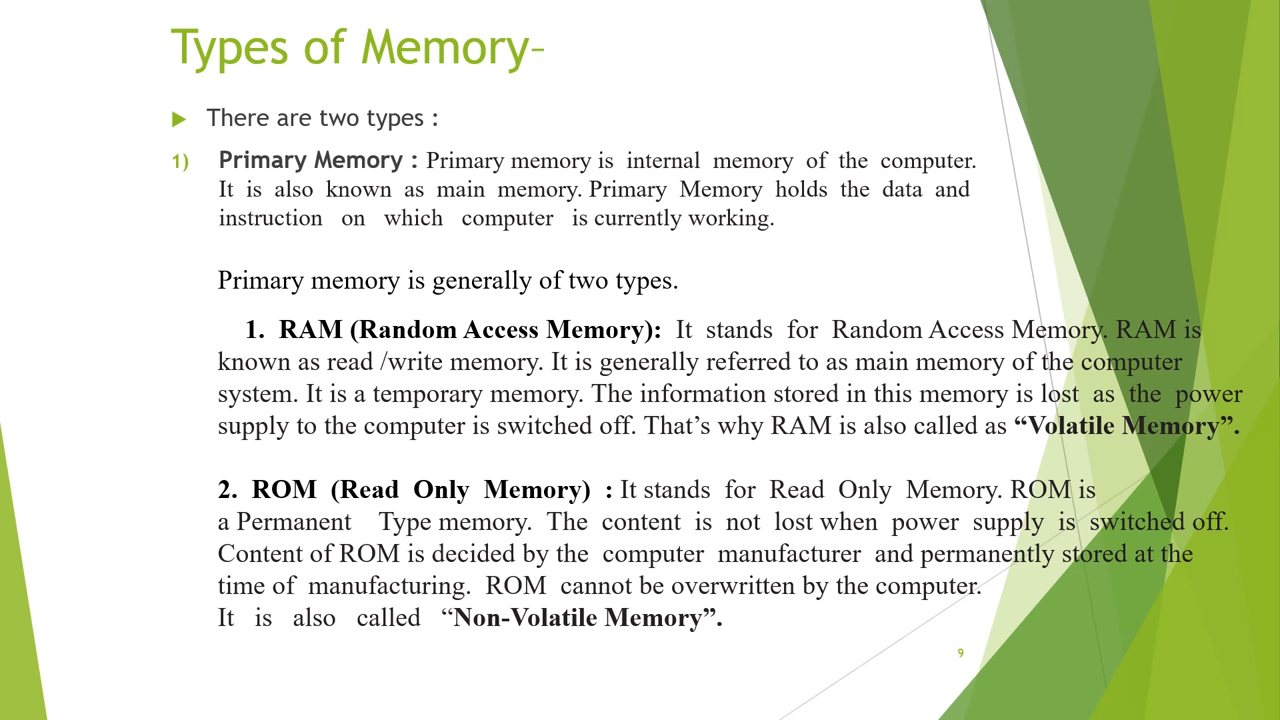 Types of Memory–
There are two types :
1) Primary Memory : Primary memory is internal memory of the computer.
It is also known as main memory. Primary Memory holds the data and
instruction on which computer is currently working.
Primary memory is generally of two types.
1. RAM (Random Access Memory): It stands for Random Access Memory. RAM is
known as read /write memory. It is generally referred to as main memory of the computer
system. It is a temporary memory. The information stored in this memory is lost as the power
supply to the computer is switched off. That’s why RAM is also called as “Volatile Memory”.
2. ROM (Read Only Memory) : It stands for Read Only Memory. ROM is
a Permanent Type memory. The content is not lost when power supply is switched off.
Content of ROM is decided by the computer manufacturer and permanently stored at the
time of manufacturing. ROM cannot be overwritten by the computer.
It is also called “Non-Volatile Memory”.
9